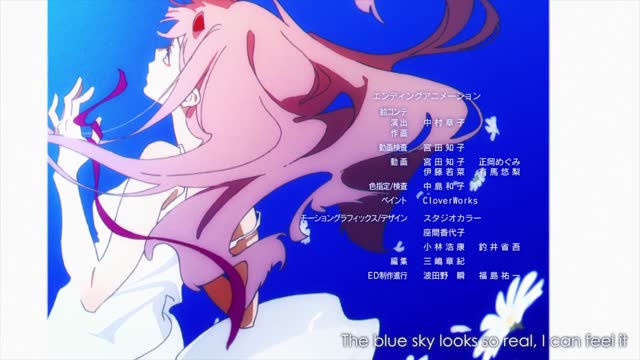 エンディングアニメーション
絵コンテ
演出 中村章子
作画
動画検査 宮田知子
動画 宮田知子 正岡めぐみ
伊藤若菜 有馬悠梨
色指定/検査 中島和子
ペイント CloverWorks
モーショングラフィックス/デザイン スタジオカラー
座間香代子
小林浩康 釣井省吾
編集 三嶋章紀
ED制作進行 波田野 瞬 福島祐一
The blue sky looks so real, I can feel it